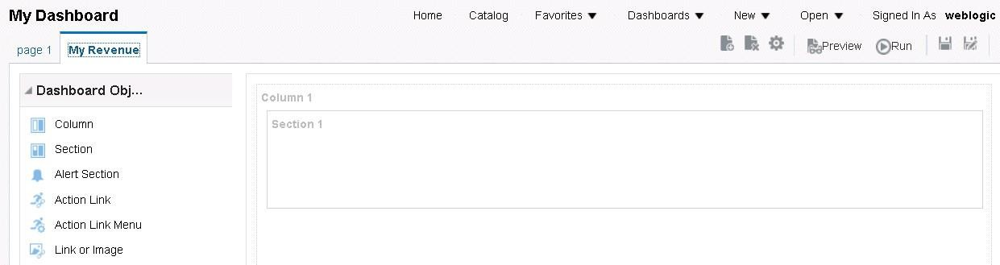 My Dashboard Home Catalog Favorites Dashboards New Open Signed In As weblogic
page 1 My Revenue Preview Run
Dashboard Obj...
Column
Section
Alert Section
Action Link
Action Link Menu
Link or Image
Column 1
Section 1